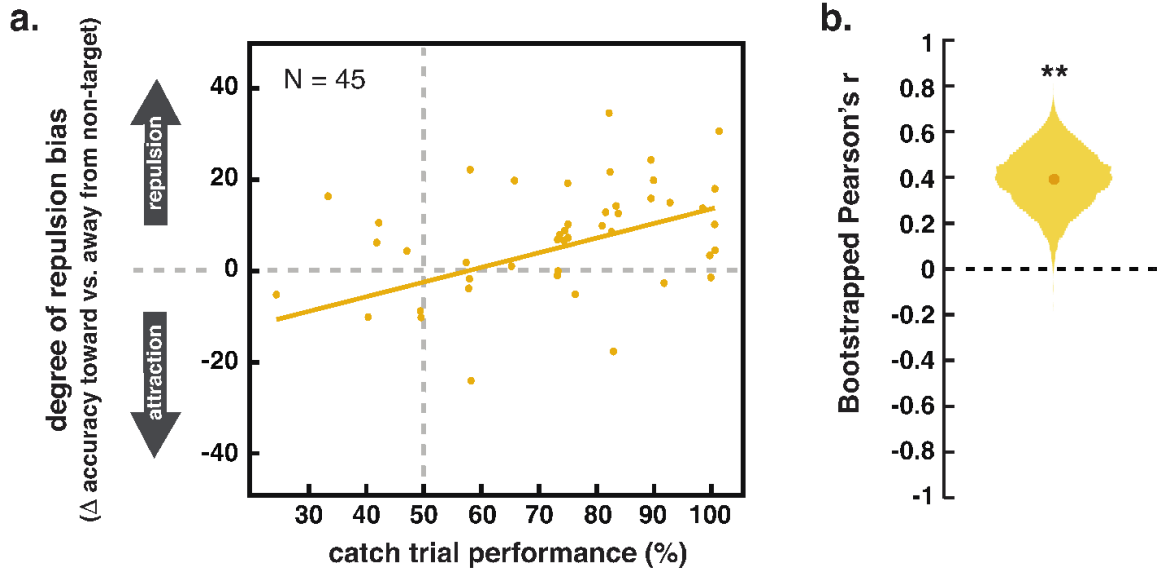 a.
degree of repulsion bias
(Δ accuracy toward vs. away from non-target)
repulsion
attraction
N = 45
40
20
0
-20
-40
30 40 50 60 70 80 90 100
catch trial performance (%)
b.
Bootstrapped Pearson's r
**
1
0.8
0.6
0.4
0.2
0
-0.2
-0.4
-0.6
-0.8
-1